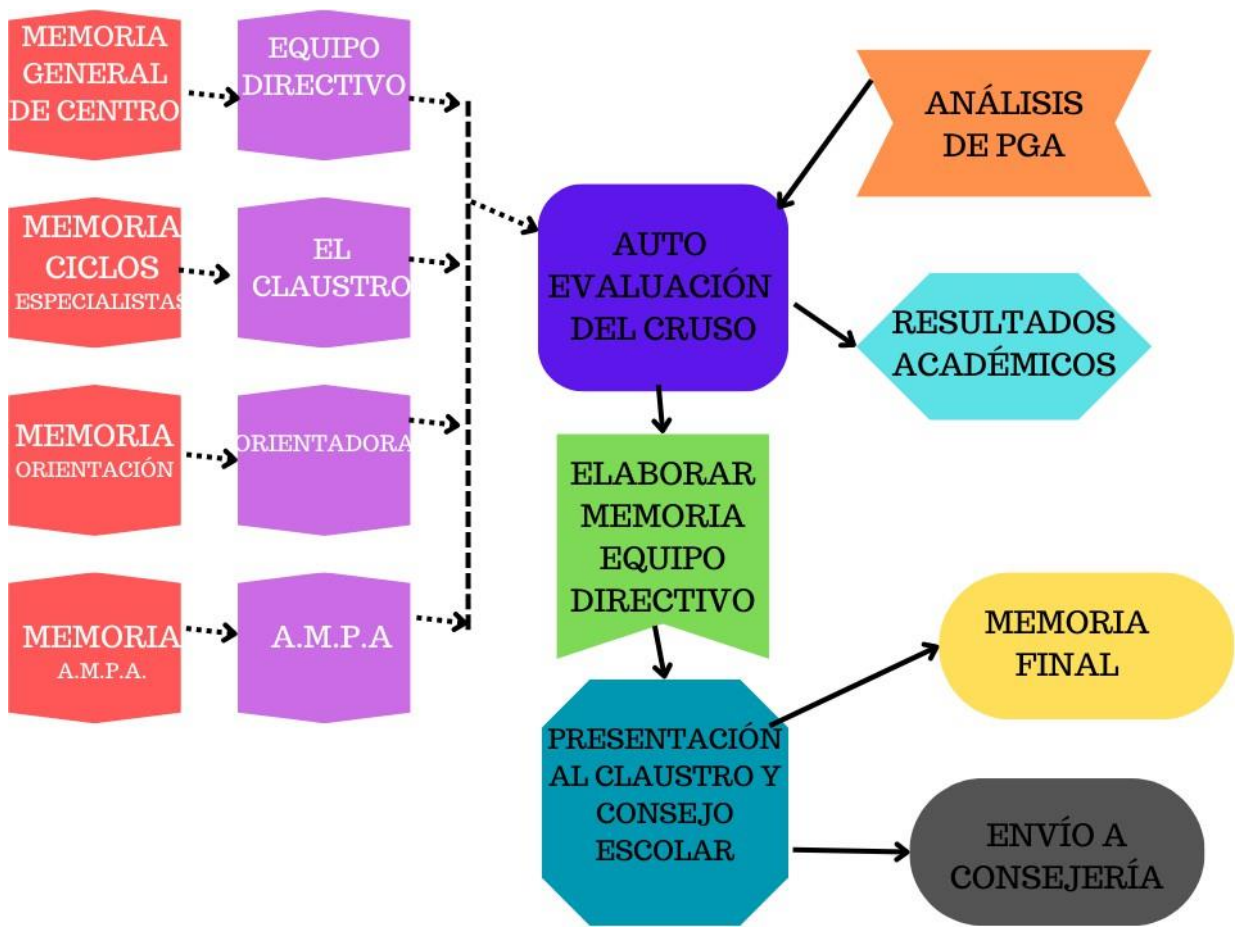 MEMORIA
GENERAL
DE CENTRO
EQUIPO
DIRECTIVO
MEMORIA
CICLOS
ESPECIALISTAS
EL
CLAUSTRO
MEMORIA
ORIENTACIÓN
ORIENTADORA
MEMORIA
A.M.P.A.
A.M.P.A
ANÁLISIS
DE PGA
AUTO
EVALUACIÓN
DEL CRUSO
RESULTADOS
ACADÉMICOS
ELABORAR
MEMORIA
EQUIPO
DIRECTIVO
PRESENTACIÓN
AL CLAUSTRO Y
CONSEJO
ESCOLAR
MEMORIA
FINAL
ENVÍO A
CONSEJERÍA